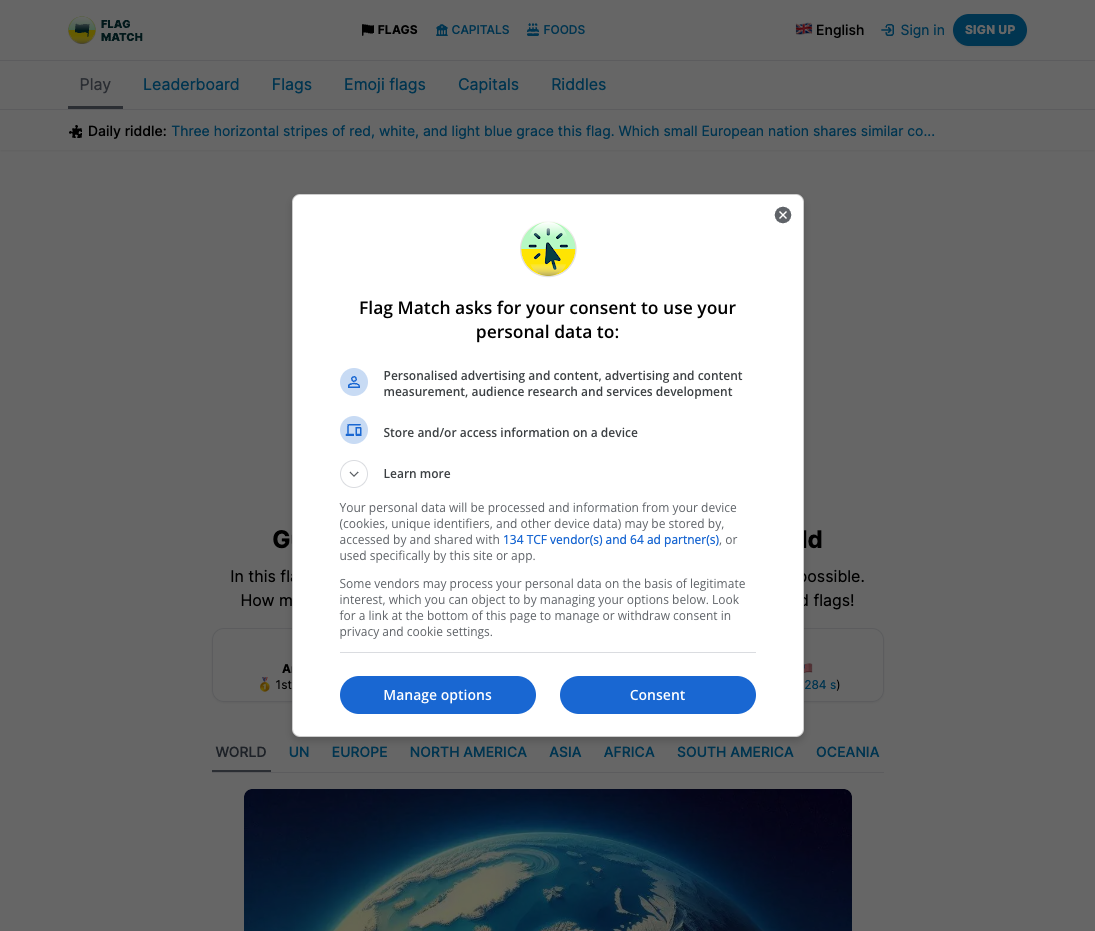 FLAG
MATCH
FLAGS
CAPITALS
FOODS
English
Sign in
SIGN UP
Play
Leaderboard
Flags
Emoji flags
Capitals
Riddles
Daily riddle: Three horizontal stripes of red, white, and light blue grace this flag. Which small European nation shares similar co...
Flag Match asks for your consent to use your
personal data to:
Personalised advertising and content, advertising and content
measurement, audience research and services development
Store and/or access information on a device
Learn more
Your personal data will be processed and information from your device
(cookies, unique identifiers, and other device data) may be stored by,
accessed by and shared with 134 TCF vendor(s) and 64 ad partner(s), or
used specifically by this site or app.
Some vendors may process your personal data on the basis of legitimate
interest, which you can object to by managing your options below. Look
for a link at the bottom of this page to manage or withdraw consent in
privacy and cookie settings.
Manage options
Consent
In this
How
flags!
1st
284 s)
WORLD
UN
EUROPE
NORTH AMERICA
ASIA
AFRICA
SOUTH AMERICA
OCEANIA